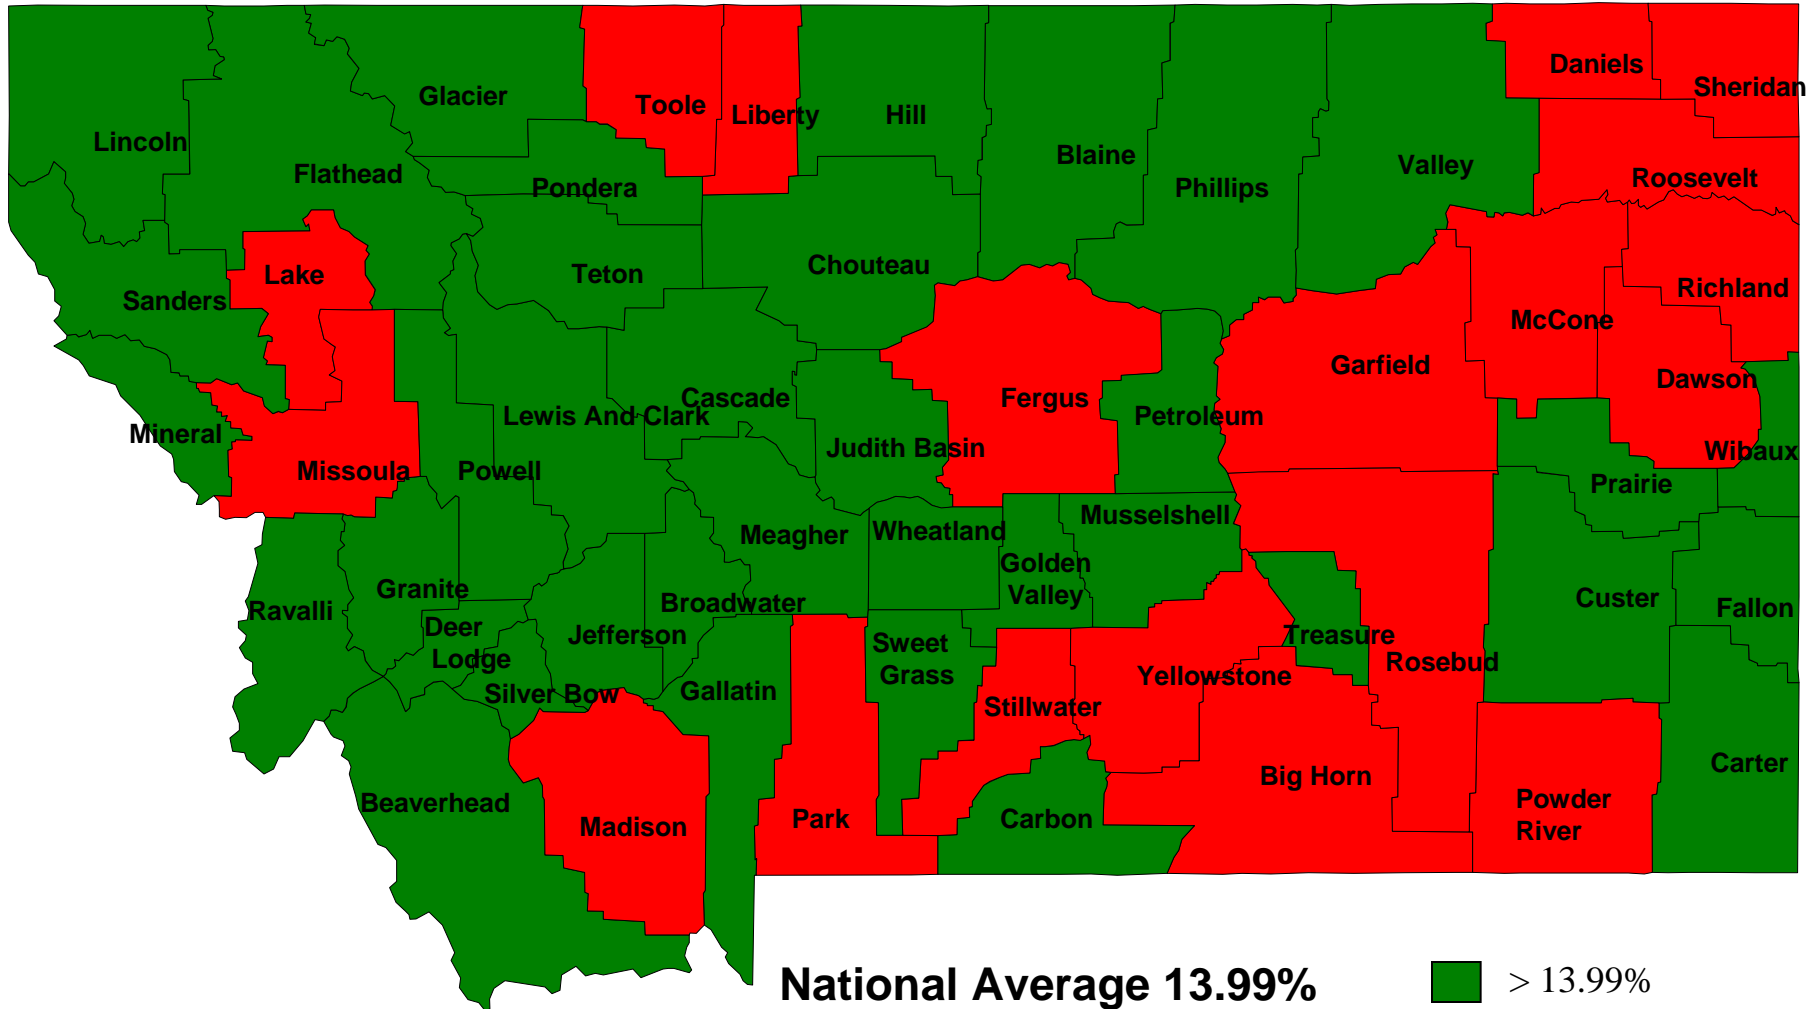 Daniels
Sheridan
Glacier
Toole
Liberty
Hill
Lincoln
Blaine
Valley
Flathead
Pondera
Phillips
Roosevelt
Lake
Teton
Chouteau
Sanders
Richland
McCone
Garfield
Dawson
Cascade
Fergus
Lewis And Clark
Petroleum
Mineral
Judith Basin
Wibaux
Missoula
Powell
Prairie
Musselshell
Meagher
Wheatland
Golden
Valley
Granite
Ravalli
Broadwater
Custer
Fallon
Deer
Lodge
Jefferson
Sweet
Grass
Treasure
Rosebud
Yellowstone
Silver Bow
Gallatin
Stillwater
Carter
Big Horn
Beaverhead
Madison
Park
Carbon
Powder
River
National Average 13.99%
> 13.99%